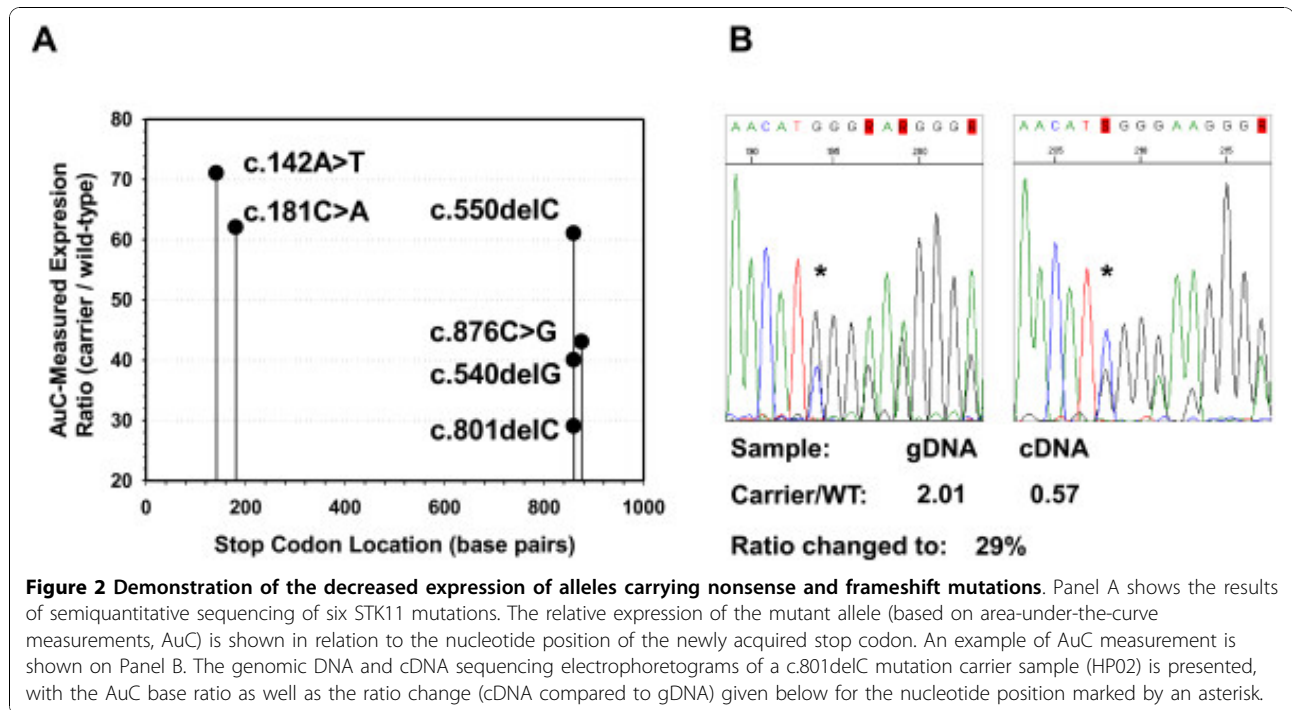 A
B
80
70
60
50
40
30
20
AuC-Measured Expresion
Ratio (carrier / wild-type)
c.142A>T
c.181C>A
c.550delC
c.876C>G
c.540delG
c.801delC
0
200
400
600
800
1000
Stop Codon Location (base pairs)
A A C A T G G G R A R G G G R
190 195 200
*
A A C A T S G G G A A G G G R
205 210 215
*
Sample: gDNA cDNA
Carrier/WT: 2.01 0.57
Ratio changed to: 29%
Figure 2 Demonstration of the decreased expression of alleles carrying nonsense and frameshift mutations. Panel A shows the results
of semiquantitative sequencing of six STK11 mutations. The relative expression of the mutant allele (based on area-under-the-curve
measurements, AuC) is shown in relation to the nucleotide position of the newly acquired stop codon. An example of AuC measurement is
shown on Panel B. The genomic DNA and cDNA sequencing electrophoretograms of a c.801delC mutation carrier sample (HP02) is presented,
with the AuC base ratio as well as the ratio change (cDNA compared to gDNA) given below for the nucleotide position marked by an asterisk.